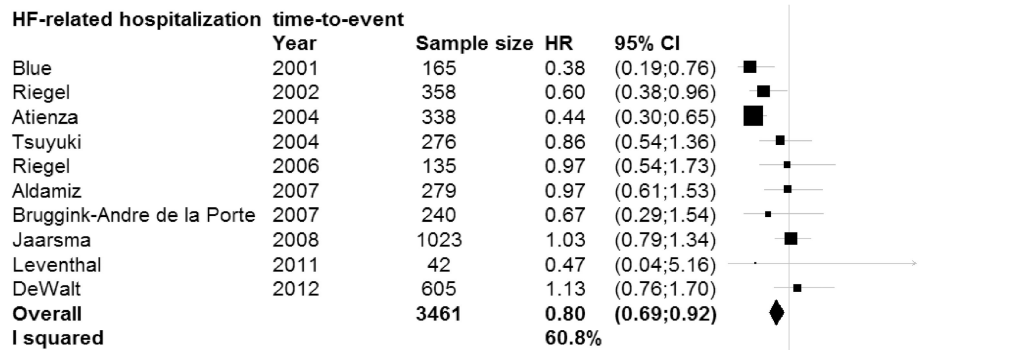 HF-related hospitalization time-to-event
Year Sample size HR 95% CI
Blue 2001 165 0.38 (0.19;0.76)
Riegel 2002 358 0.60 (0.38;0.96)
Atienza 2004 338 0.44 (0.30;0.65)
Tsuyuki 2004 276 0.86 (0.54;1.36)
Riegel 2006 135 0.97 (0.54;1.73)
Aldamiz 2007 279 0.97 (0.61;1.53)
Bruggink-Andre de la Porte 2007 240 0.67 (0.29;1.54)
Jaarsma 2008 1023 1.03 (0.79;1.34)
Leventhal 2011 42 0.47 (0.04;5.16)
DeWalt 2012 605 1.13 (0.76;1.70)
Overall 3461 0.80 (0.69;0.92)
I squared 60.8%